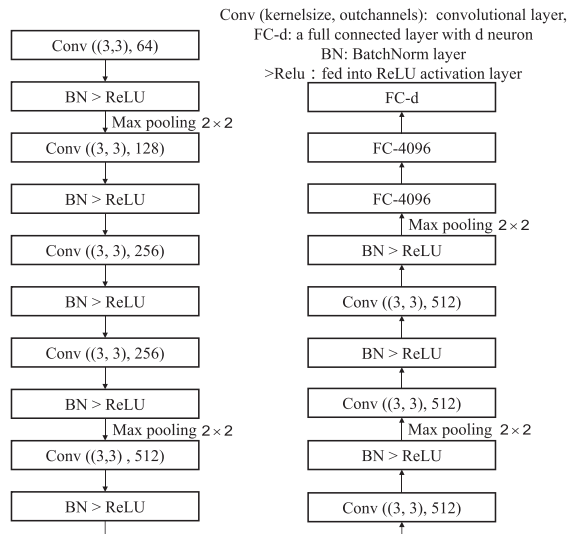 Conv (kernelsize, outchannels): convolutional layer,
FC-d: a full connected layer with d neuron
BN: BatchNorm layer
>Relu：fed into ReLU activation layer
Conv ((3,3), 64)
BN > ReLU
Max pooling 2×2
Conv ((3, 3), 128)
BN > ReLU
Conv ((3, 3), 256)
BN > ReLU
Conv ((3, 3), 256)
BN > ReLU
Max pooling 2×2
Conv ((3,3) , 512)
BN > ReLU
FC-d
FC-4096
FC-4096
Max pooling 2×2
BN > ReLU
Conv ((3, 3), 512)
BN > ReLU
Conv ((3, 3), 512)
Max pooling 2×2
BN > ReLU
Conv ((3, 3), 512)